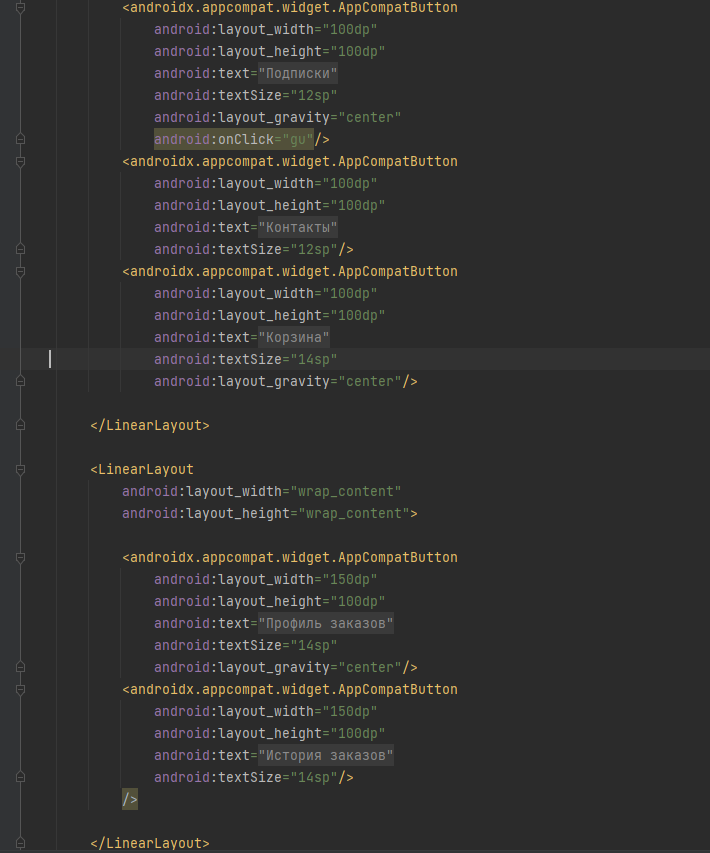 <androidx.appcompat.widget.AppCompatButton
android:layout_width="100dp"
android:layout_height="100dp"
android:text="Подписки"
android:textSize="12sp"
android:layout_gravity="center"
android:onClick="gu"/>
<androidx.appcompat.widget.AppCompatButton
android:layout_width="100dp"
android:layout_height="100dp"
android:text="Контакты"
android:textSize="12sp"/>
<androidx.appcompat.widget.AppCompatButton
android:layout_width="100dp"
android:layout_height="100dp"
android:text="Корзина"
android:textSize="14sp"
android:layout_gravity="center"/>
</LinearLayout>
<LinearLayout
android:layout_width="wrap_content"
android:layout_height="wrap_content">
<androidx.appcompat.widget.AppCompatButton
android:layout_width="150dp"
android:layout_height="100dp"
android:text="Профиль заказов"
android:textSize="14sp"
android:layout_gravity="center"/>
<androidx.appcompat.widget.AppCompatButton
android:layout_width="150dp"
android:layout_height="100dp"
android:text="История заказов"
android:textSize="14sp"/>
/>
</LinearLayout>